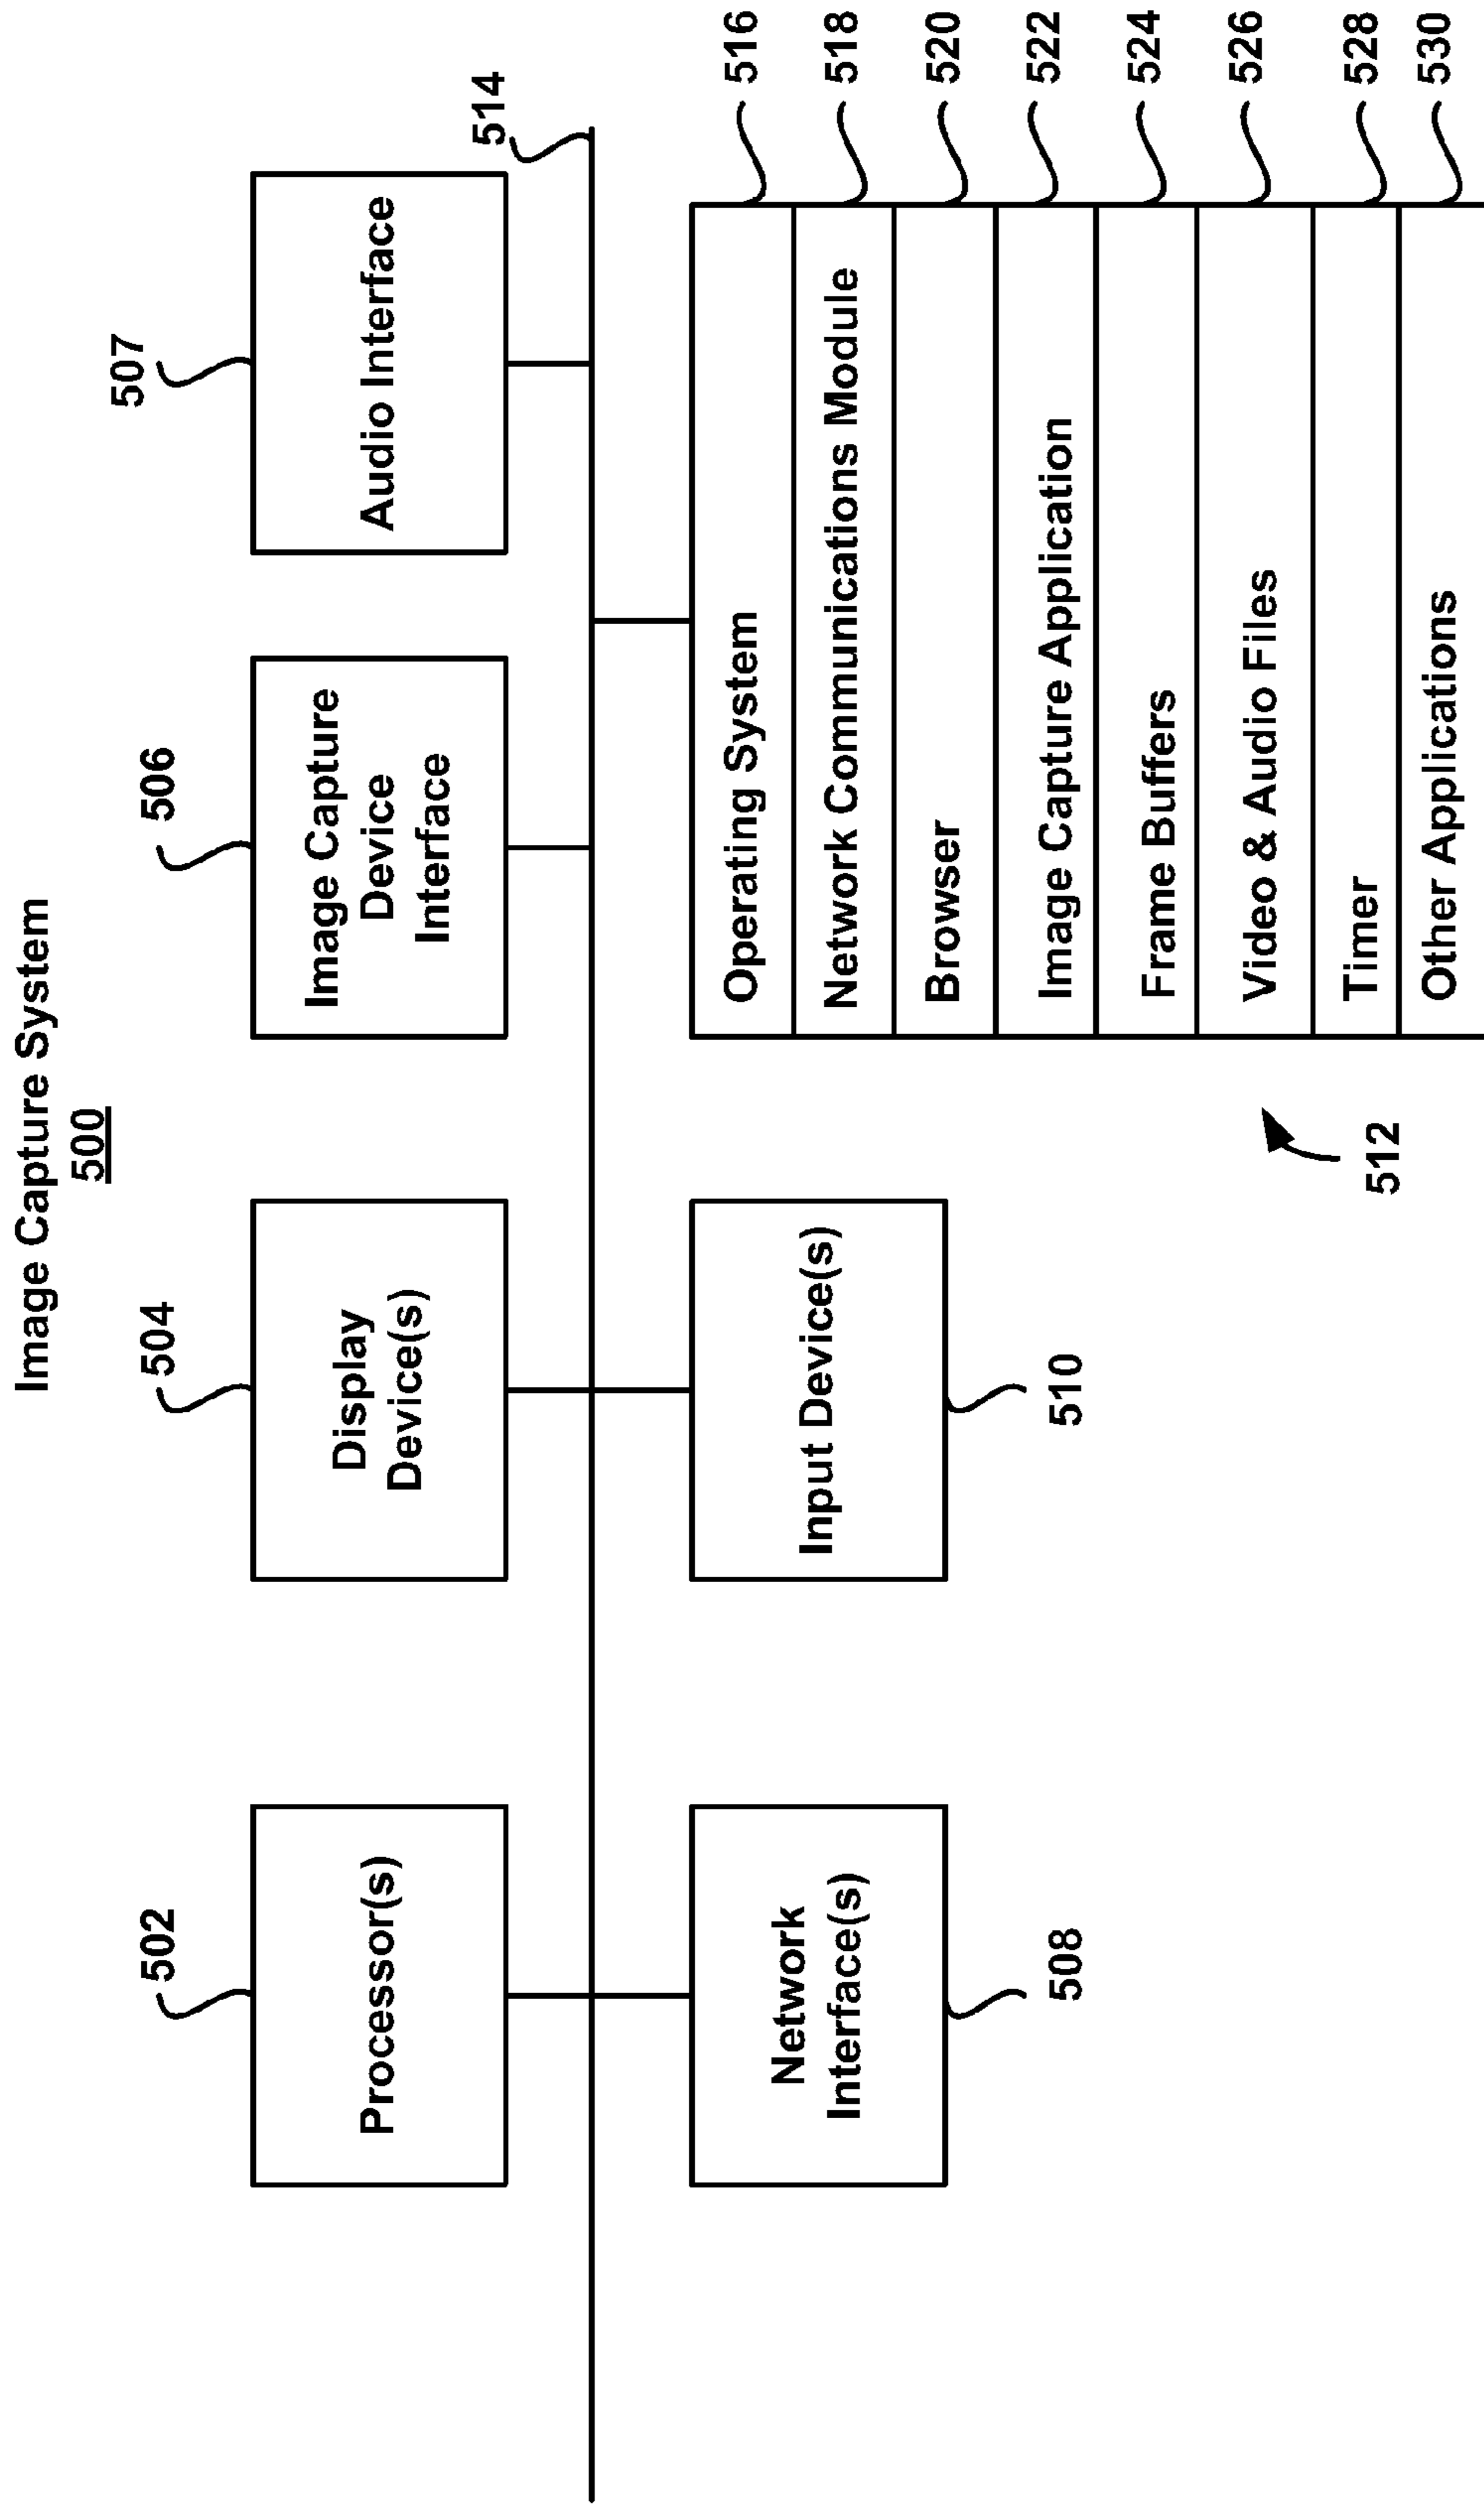 Image Capture System
500
502
504
506
507
Processor(s)
Display
Device(s)
Image Capture
Device
Interface
Audio Interface
514
Network
Interface(s)
508
Input Device(s)
510
Operating System
516
Network Communications Module
518
Browser
520
Image Capture Application
522
Frame Buffers
524
Video & Audio Files
526
Timer
528
Other Applications
530
512